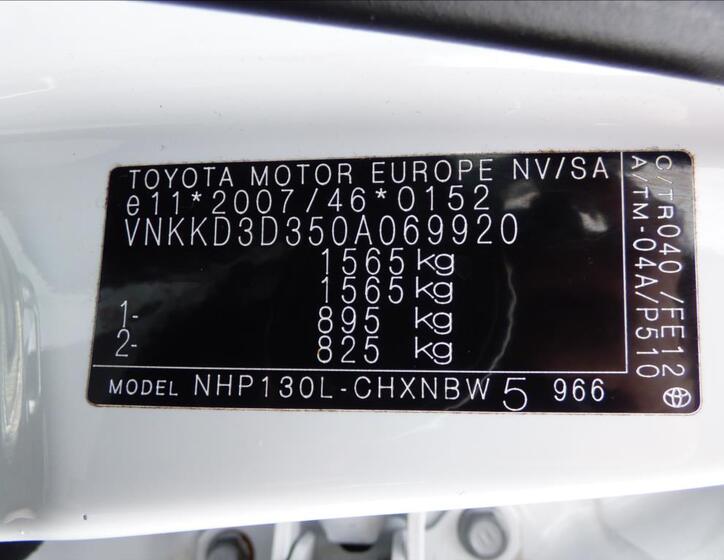 TOYOTA MOTOR EUROPE NV/SA
e11*2007/46*0152
VNKKD3D350A069920
1565 kg
1565 kg
1- 895 kg
2- 825 kg
MODEL NHP130L-CHXNBW 5 966
C/TR040 /FE12
A/TM-04A/P510